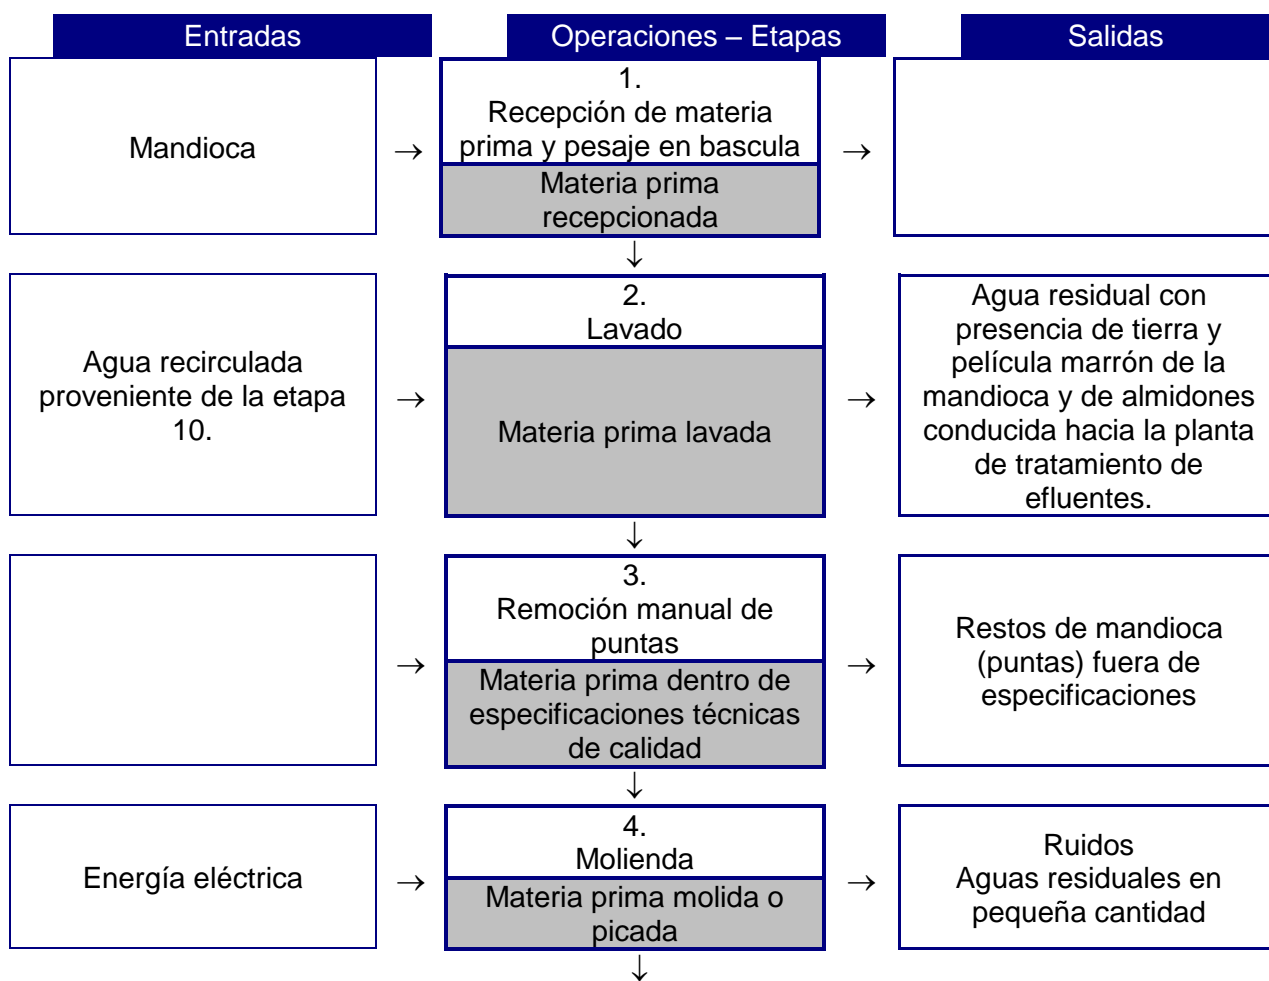 Entradas
Operaciones – Etapas
Salidas
Mandioca
→
1.
Recepción de materia
prima y pesaje en bascula
Materia prima
recepcionada
→
↓
Agua recirculada
proveniente de la etapa
10.
→
2.
Lavado
Materia prima lavada
→
Agua residual con
presencia de tierra y
película marrón de la
mandioca y de almidones
conducida hacia la planta
de tratamiento de
efluentes.
↓
→
3.
Remoción manual de
puntas
Materia prima dentro de
especificaciones técnicas
de calidad
→
Restos de mandioca
(puntas) fuera de
especificaciones
↓
Energía eléctrica
→
4.
Molienda
Materia prima molida o
picada
→
Ruidos
Aguas residuales en
pequeña cantidad
↓